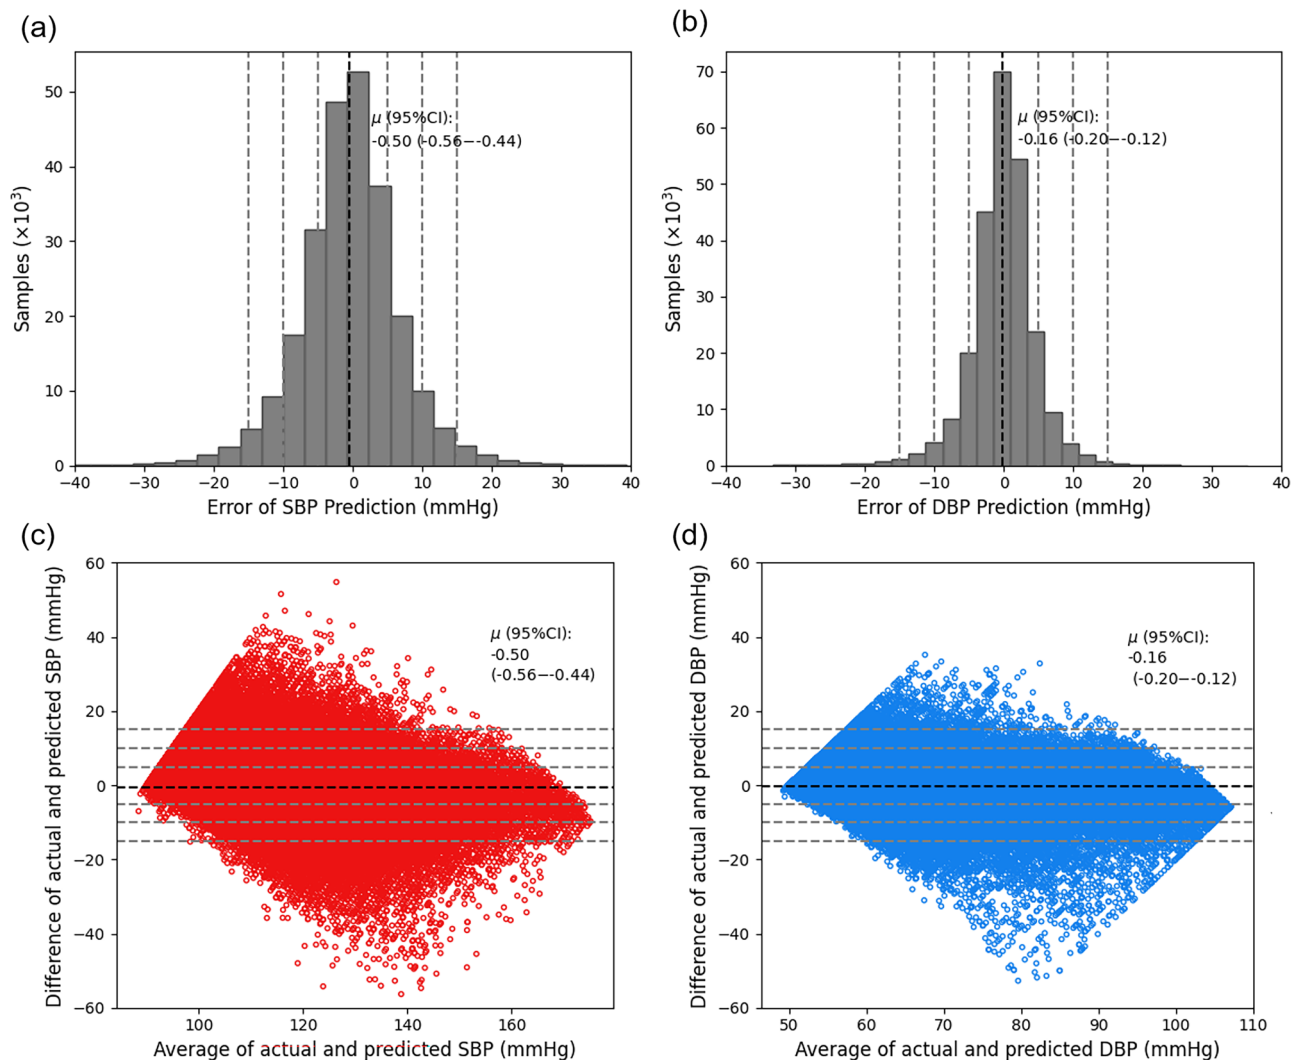 (a)
50
40
30
20
10
0
Samples (×10³)
μ (95%CI):
-0.50 (-0.56–-0.44)
−40 −30 −20 −10 0 10 20 30 40
Error of SBP Prediction (mmHg)
(b)
70
60
50
40
30
20
10
0
Samples (×10³)
μ (95%CI):
-0.16 (-0.20–-0.12)
−40 −30 −20 −10 0 10 20 30 40
Error of DBP Prediction (mmHg)
(c)
60
40
20
0
−20
−40
−60
Difference of actual and predicted SBP (mmHg)
μ (95%CI):
-0.50
(-0.56–-0.44)
100 120 140 160
Average of actual and predicted SBP (mmHg)
(d)
60
40
20
0
−20
−40
−60
Difference of actual and predicted DBP (mmHg)
μ (95%CI):
-0.16
(-0.20–-0.12)
50 60 70 80 90 100 110
Average of actual and predicted DBP (mmHg)